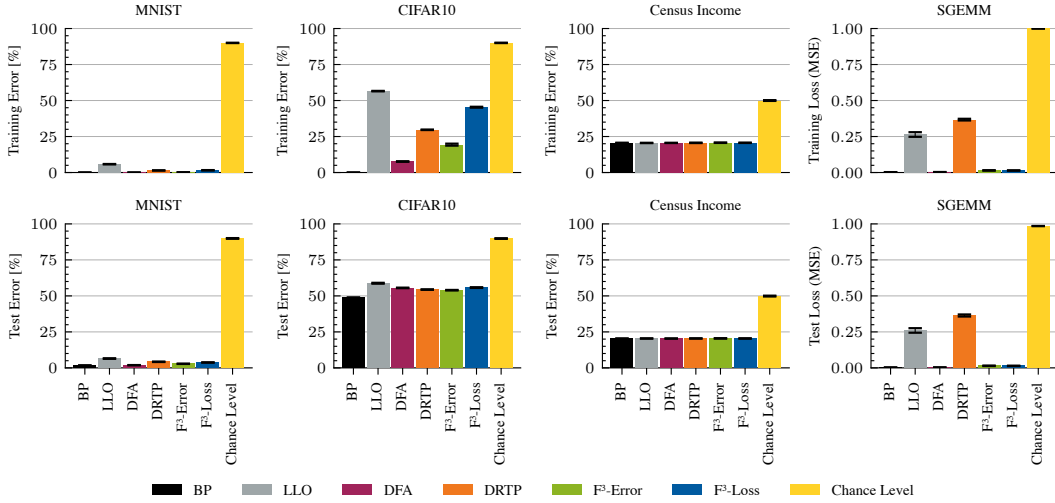 MNIST
CIFAR10
Census Income
SGEMM
Training Error [%]
100
75
50
25
0
Training Error [%]
100
75
50
25
0
Training Error [%]
100
75
50
25
0
Training Loss (MSE)
1.00
0.75
0.50
0.25
0.00
MNIST
CIFAR10
Census Income
SGEMM
Test Error [%]
100
75
50
25
0
Test Error [%]
100
75
50
25
0
Test Error [%]
100
75
50
25
0
Test Loss (MSE)
1.00
0.75
0.50
0.25
0.00
BP
LLO
DFA
DRTP
F³-Error
F³-Loss
Chance Level
BP
LLO
DFA
DRTP
F³-Error
F³-Loss
Chance Level
BP
LLO
DFA
DRTP
F³-Error
F³-Loss
Chance Level
BP
LLO
DFA
DRTP
F³-Error
F³-Loss
Chance Level
BP LLO DFA DRTP F³-Error F³-Loss Chance Level